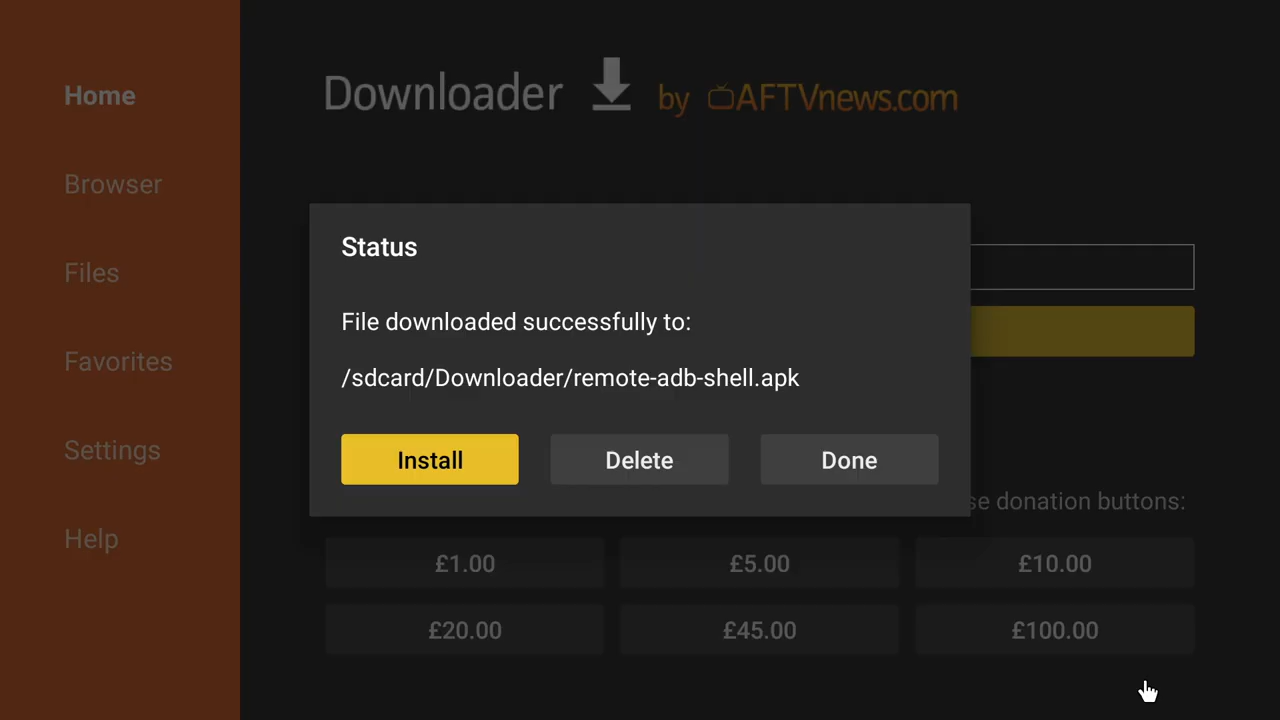 Home
Browser
Files
Favorites
Settings
Help
Downloader by AFTVnews.com
Status
File downloaded successfully to:
/sdcard/Downloader/remote-adb-shell.apk
Install Delete Done
se donation buttons:
£1.00 £5.00 £10.00
£20.00 £45.00 £100.00